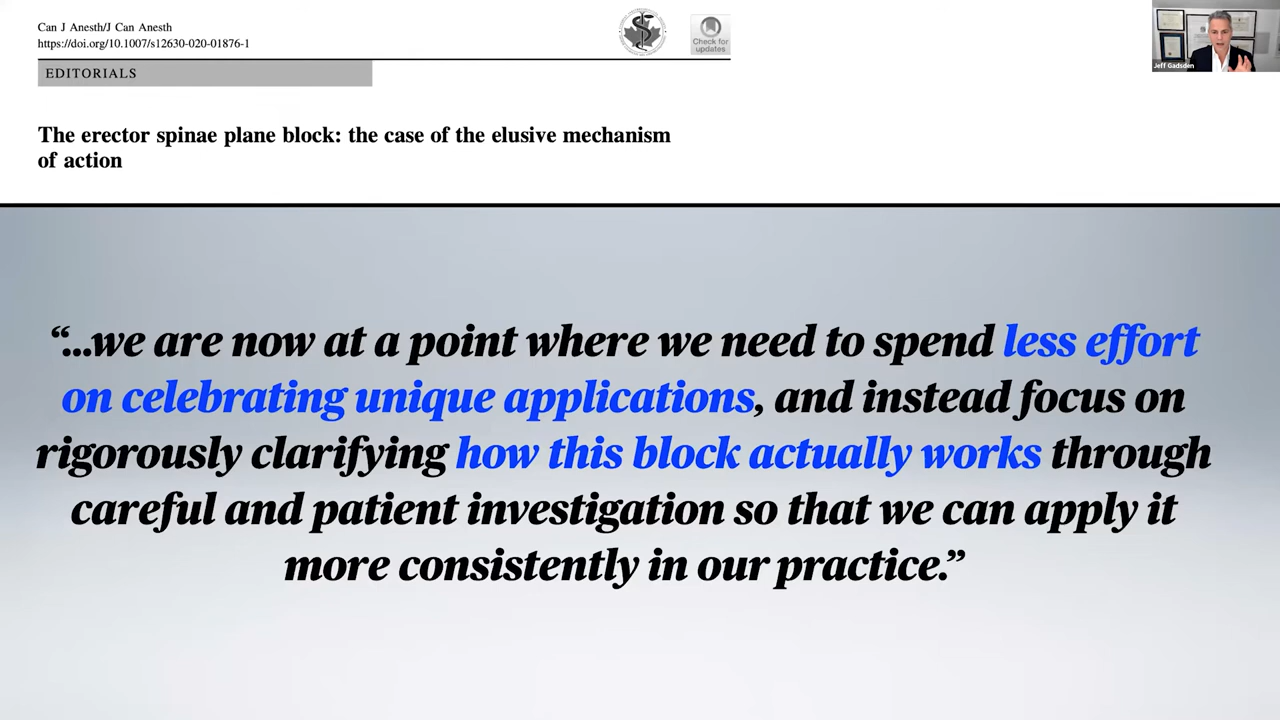 Can J Anesth/J Can Anesth
https://doi.org/10.1007/s12630-020-01876-1
Check for
updates
EDITORIALS
Jeff Gadsden
The erector spinae plane block: the case of the elusive mechanism
of action
“...we are now at a point where we need to spend less effort
on celebrating unique applications, and instead focus on
rigorously clarifying how this block actually works through
careful and patient investigation so that we can apply it
more consistently in our practice.”